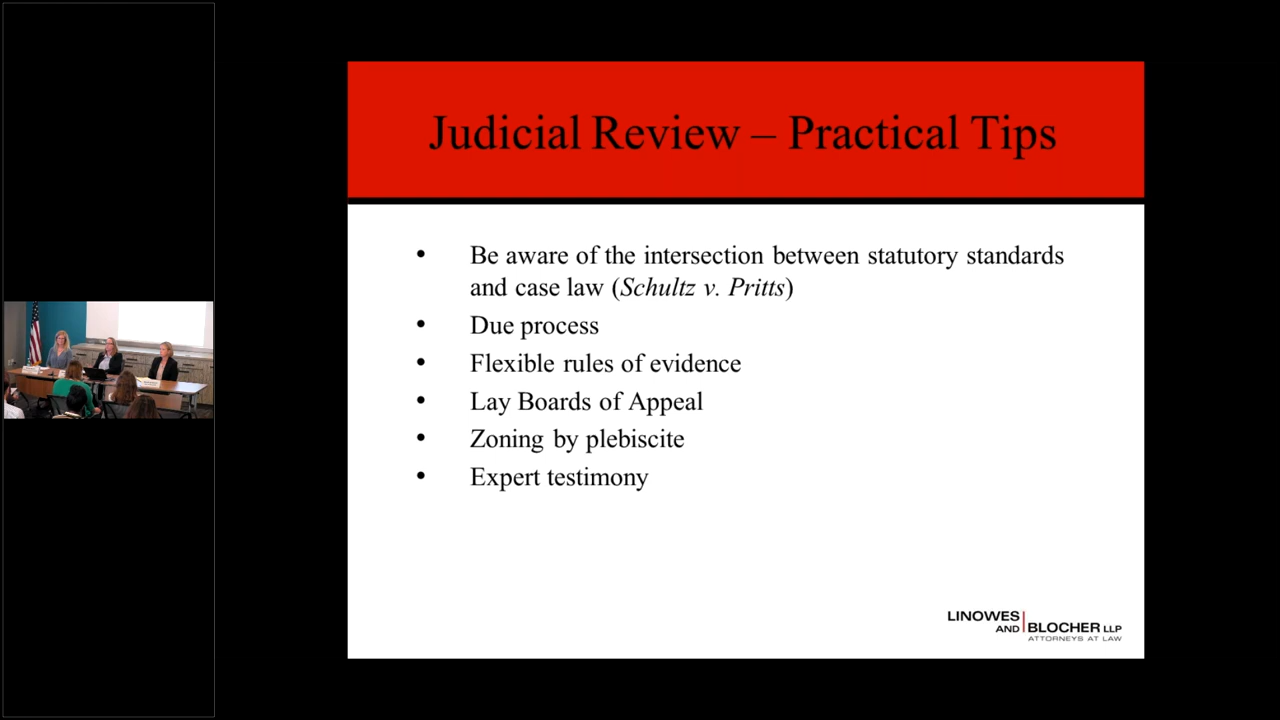 Judicial Review – Practical Tips
• Be aware of the intersection between statutory standards
and case law (Schultz v. Pritts)
• Due process
• Flexible rules of evidence
• Lay Boards of Appeal
• Zoning by plebiscite
• Expert testimony
LINOWES
AND BLOCHER LLP
ATTORNEYS AT LAW